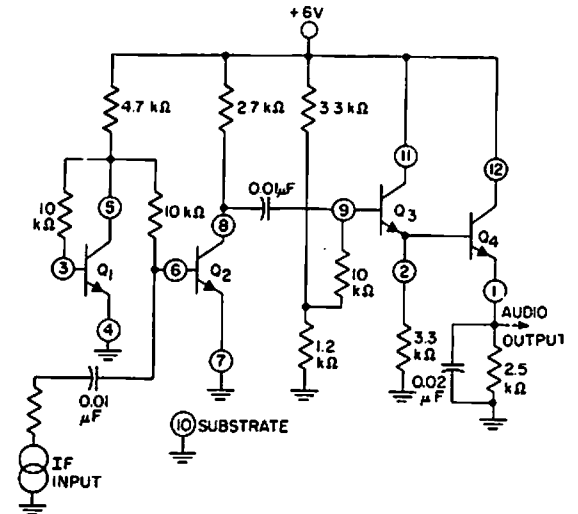 +6V
4.7 kΩ
2.7 kΩ
3.3 kΩ
0.01μF
11
12
10 kΩ
5
10 kΩ
8
9
Q3
3
Q1
6
Q2
2
Q4
10 kΩ
1
4
7
AUDIO OUTPUT
1.2 kΩ
3.3 kΩ
0.02 μF
2.5 kΩ
0.01 μF
10 SUBSTRATE
IF INPUT